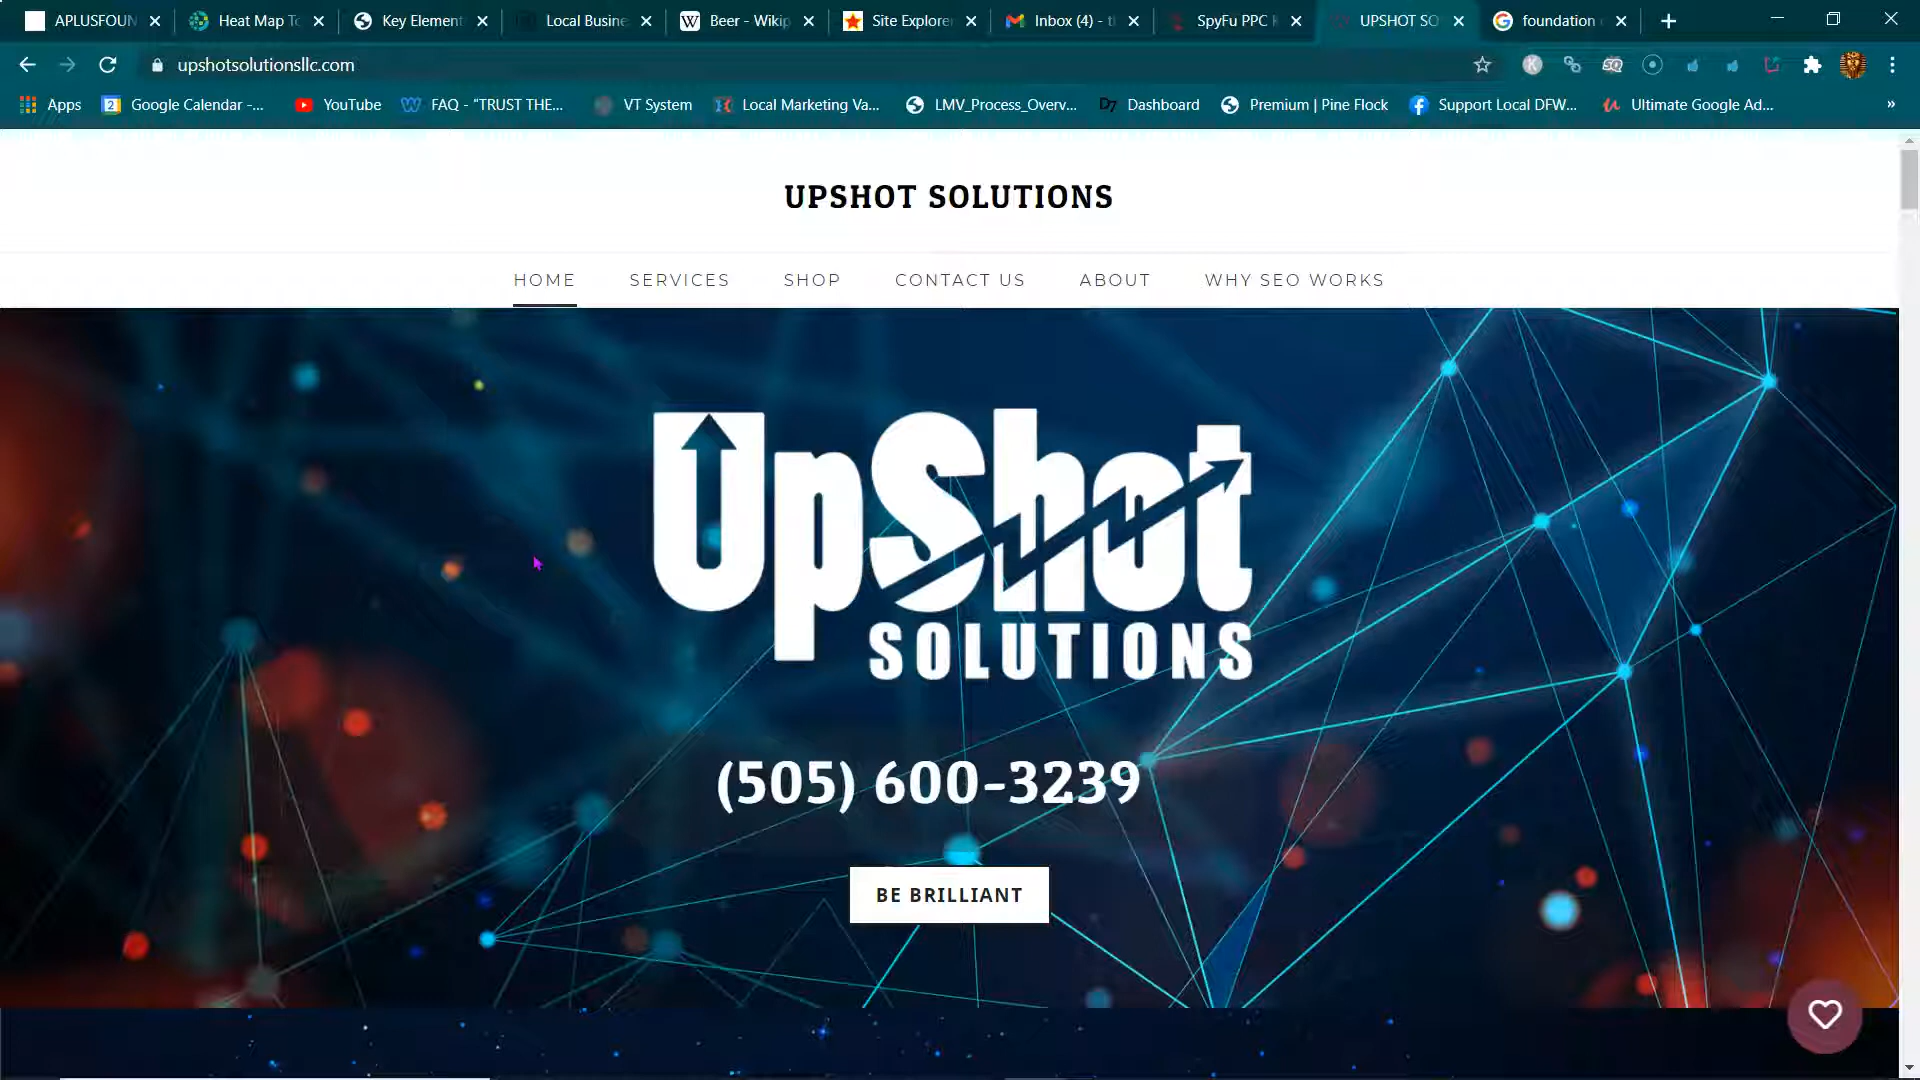 APLUSFOUN
Heat Map To
Key Element
Local Busine
Beer - Wikip
Site Explorer
Inbox (4) - t
SpyFu PPC K
UPSHOT SO
foundation
upshotsolutionsllc.com
Apps
Google Calendar -...
YouTube
FAQ - “TRUST THE...
VT System
Local Marketing Va...
LMV_Process_Overv...
Dashboard
Premium | Pine Flock
Support Local DFW...
Ultimate Google Ad...
UPSHOT SOLUTIONS
HOME SERVICES SHOP CONTACT US ABOUT WHY SEO WORKS
UpShot
SOLUTIONS
(505) 600-3239
BE BRILLIANT